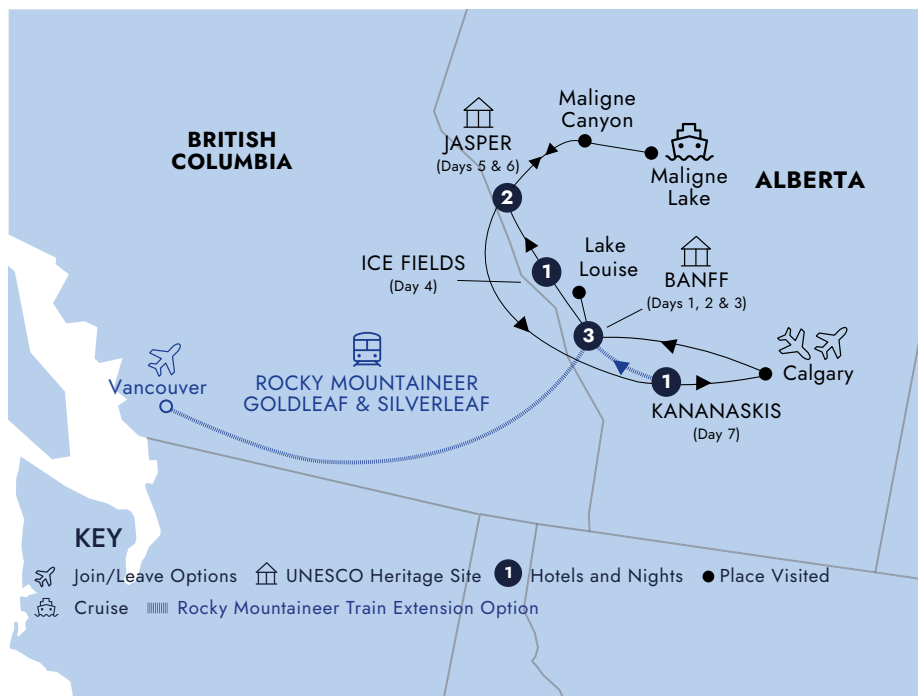 BRITISH
COLUMBIA
JASPER
(Days 5 & 6)
2
Maligne
Canyon
Maligne
Lake
ALBERTA
ICE FIELDS
(Day 4)
1
Lake
Louise
BANFF
(Days 1, 2 & 3)
3
Vancouver
ROCKY MOUNTAINEER
GOLDLEAF & SILVERLEAF
1
Calgary
KANANASKIS
(Day 7)
KEY
Join/Leave Options
UNESCO Heritage Site
1 Hotels and Nights
Place Visited
Cruise
Rocky Mountaineer Train Extension Option